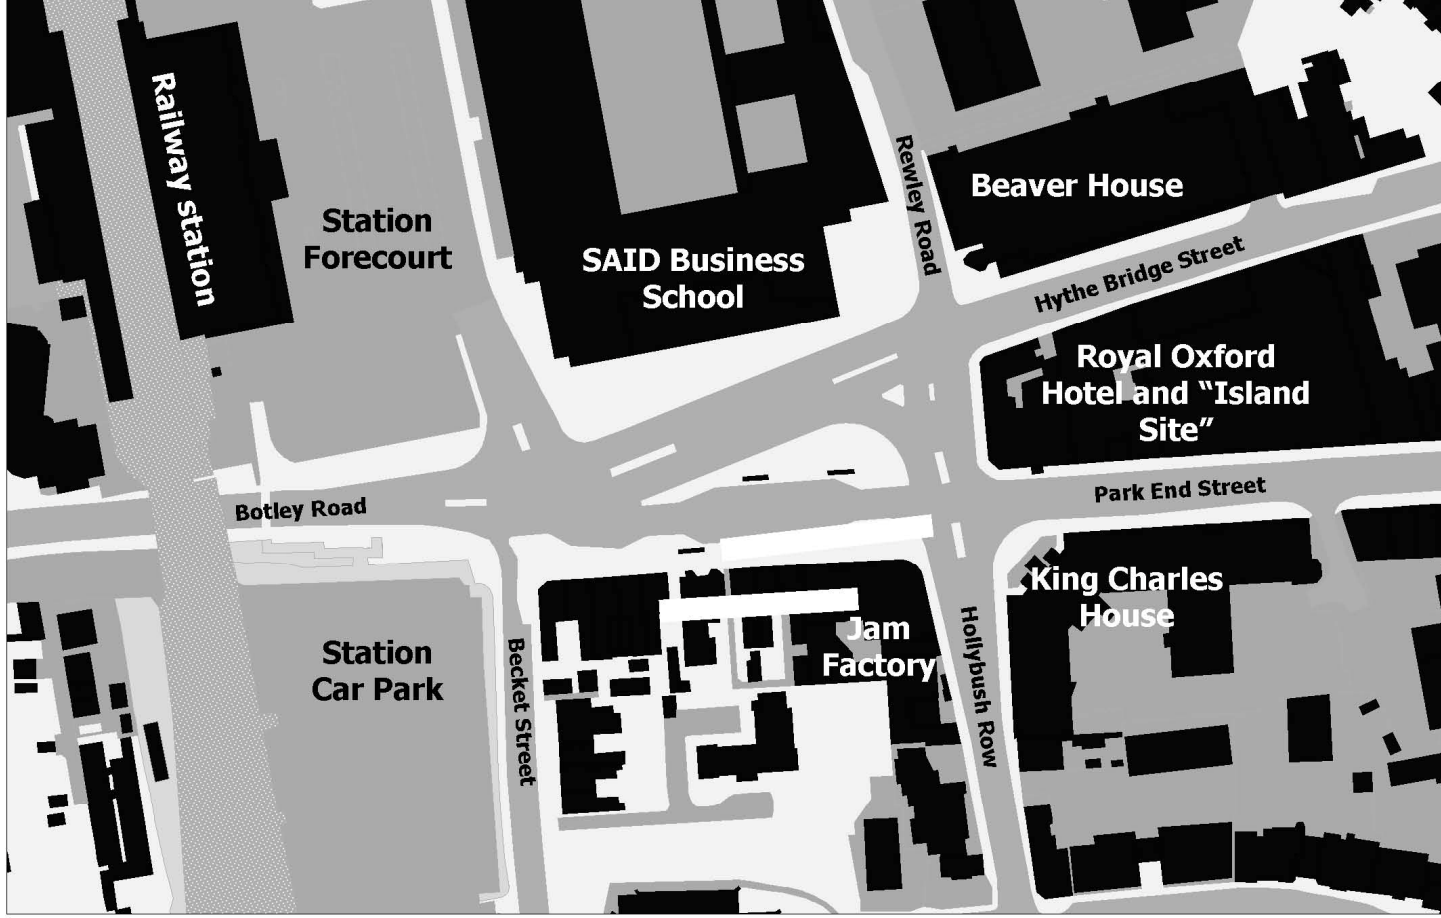 Railway station
Station
Forecourt
SAID Business
School
Rewley Road
Beaver House
Hythe Bridge Street
Royal Oxford
Hotel and “Island
Site”
Botley Road
Park End Street
Station
Car Park
Becket Street
Jam
Factory
Hollybush Row
King Charles
House